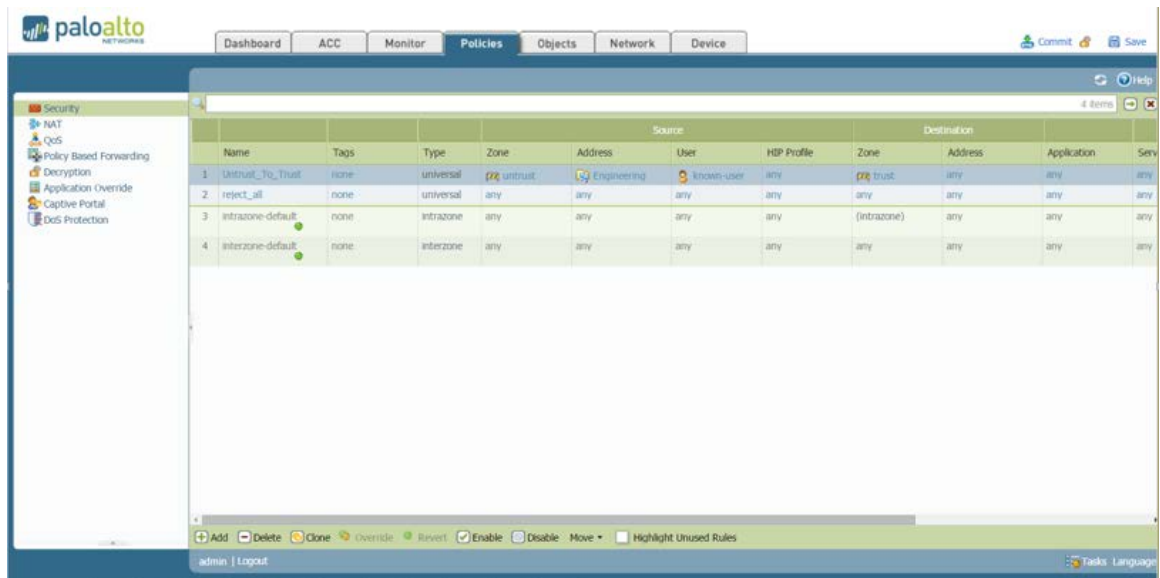 paloalto
NETWORKS
Dashboard ACC Monitor Policies Objects Network Device
Commit Save
Help
4 items
Security
NAT
QoS
Policy Based Forwarding
Decryption
Application Override
Captive Portal
DoS Protection
Source Destination
Name Tags Type Zone Address User HIP Profile Zone Address Application Serv
1 Untrust_To_Trust none universal untrust Engineering known-user any trust any any any
2 reject_all none universal any any any any any any any any
3 intrazone-default none intrazone any any any any (intrazone) any any any
4 interzone-default none interzone any any any any any any any any
Add Delete Clone Override Revert Enable Disable Move Highlight Unused Rules
admin | Logout
Tasks Language